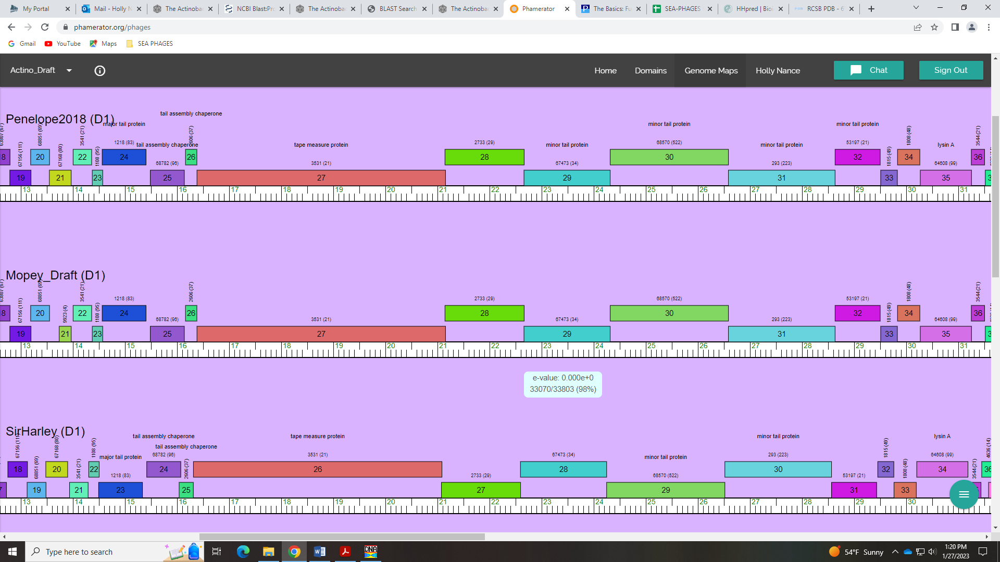 My Portal
Mail - Holly N
The Actinoba
NCBI Blast:Pro
The Actinoba
BLAST Search
The Actinoba
Phamerator
The Basics: Fu
SEA-PHAGES
HHpred | Bioi
RCSB PDB - 6
phamerator.org/phages
Gmail
YouTube
Maps
SEA PHAGES
Actino_Draft
Home
Domains
Genome Maps
Holly Nance
Chat
Sign Out
Penelope2018 (D1)
tail assembly chaperone
major tail protein
minor tail protein
minor tail protein
tail assembly chaperone
tape measure protein
minor tail protein
minor tail protein
lysin A
63807 (67)
67156 (111)
68851 (69)
67168 (80)
3541 (21)
1108 (95)
1218 (83)
68782 (96)
2606 (37)
3531 (21)
2733 (29)
67473 (34)
68570 (522)
293 (223)
53197 (21)
1815 (49)
1808 (48)
64608 (99)
3544 (21)
8 20 22 24 26 28 30 32 34 36
19 21 23 25 27 29 31 33 35 3
13 14 15 16 17 18 19 20 21 22 23 24 25 26 27 28 29 30 31
Mopey_Draft (D1)
63807 (67)
67156 (111)
68851 (69)
9923 (4)
3541 (21)
1108 (95)
1218 (83)
68782 (96)
2606 (37)
3531 (21)
2733 (29)
67473 (34)
68570 (522)
293 (223)
53197 (21)
1815 (49)
1808 (48)
64608 (99)
3544 (21)
8 20 22 24 26 28 30 32 34 36
19 21 23 25 27 29 31 33 35 3
13 14 15 16 17 18 19 20 21 22 23 24 25 26 27 28 29 30 31
e-value: 0.000e+0
33070/33803 (98%)
SirHarley (D1)
tail assembly chaperone
tape measure protein
minor tail protein
lysin A
tail assembly chaperone
major tail protein
minor tail protein
67156 (111)
68851 (69)
67168 (80)
3541 (21)
1108 (95)
1218 (83)
68782 (96)
2606 (37)
3531 (21)
2733 (29)
67473 (34)
68570 (522)
293 (223)
53197 (21)
1815 (49)
1808 (48)
64608 (99)
3544 (21)
4636 (14)
18 20 22 24 26 28 30 32 34 36
7 19 21 23 25 27 29 31 33
13 14 15 16 17 18 19 20 21 22 23 24 25 26 27 28 29 30
Type here to search
DNA
54°F Sunny
1:20 PM
1/27/2023